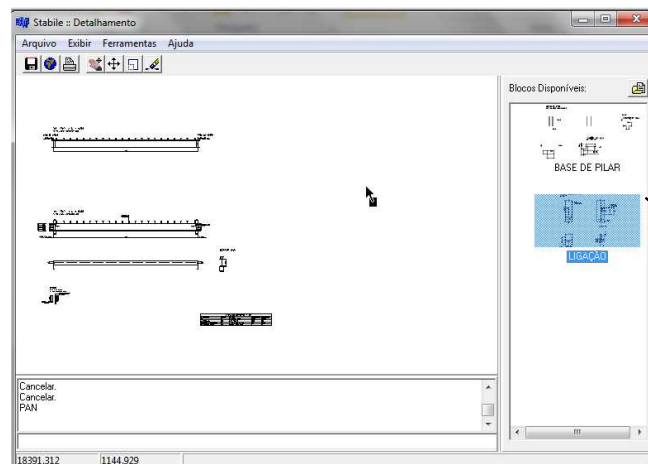 Stabile :: Detalhamento
Arquivo Exibir Ferramentas Ajuda
Blocos Disponíveis:
BASE DE PILAR
LIGAÇÃO
Cancelar.
Cancelar.
PAN
18391.312 1144.929